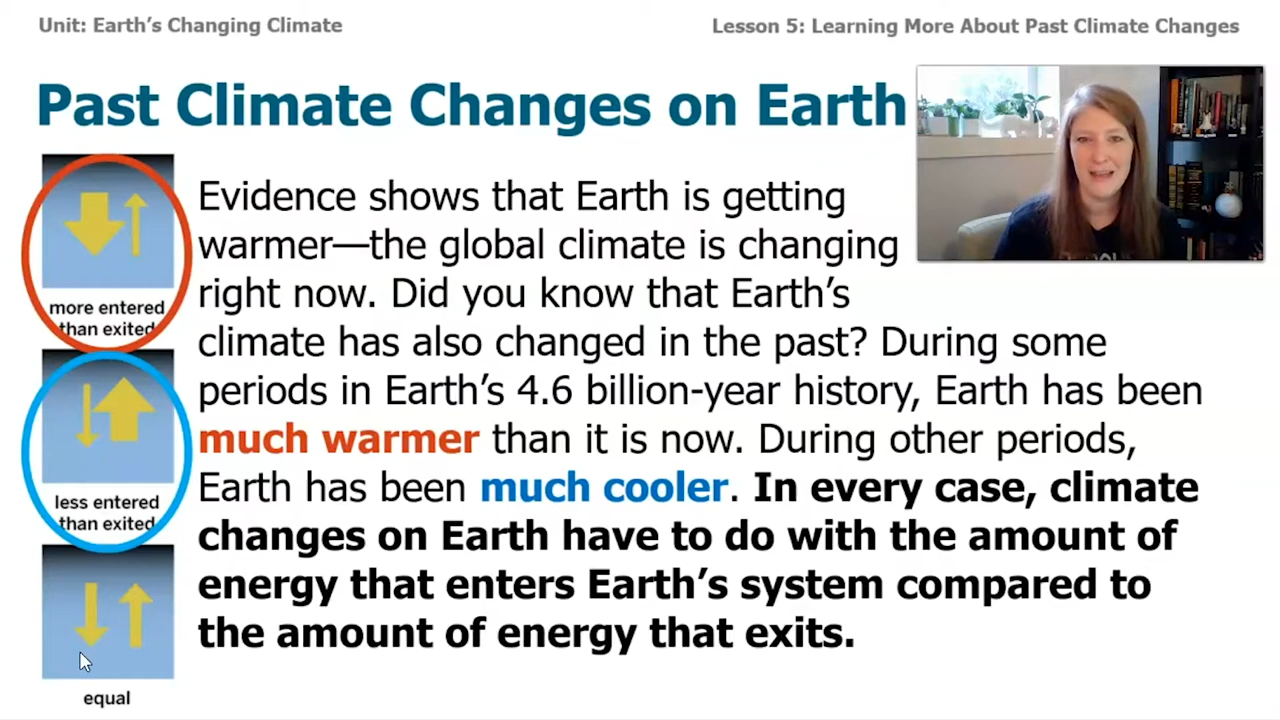 Unit: Earth's Changing Climate
Lesson 5: Learning More About Past Climate Changes
Past Climate Changes on Earth
Evidence shows that Earth is getting
warmer—the global climate is changing
right now. Did you know that Earth's
climate has also changed in the past? During some
periods in Earth's 4.6 billion-year history, Earth has been
much warmer than it is now. During other periods,
Earth has been much cooler. In every case, climate
changes on Earth have to do with the amount of
energy that enters Earth's system compared to
the amount of energy that exits.
more entered
than exited
less entered
than exited
equal